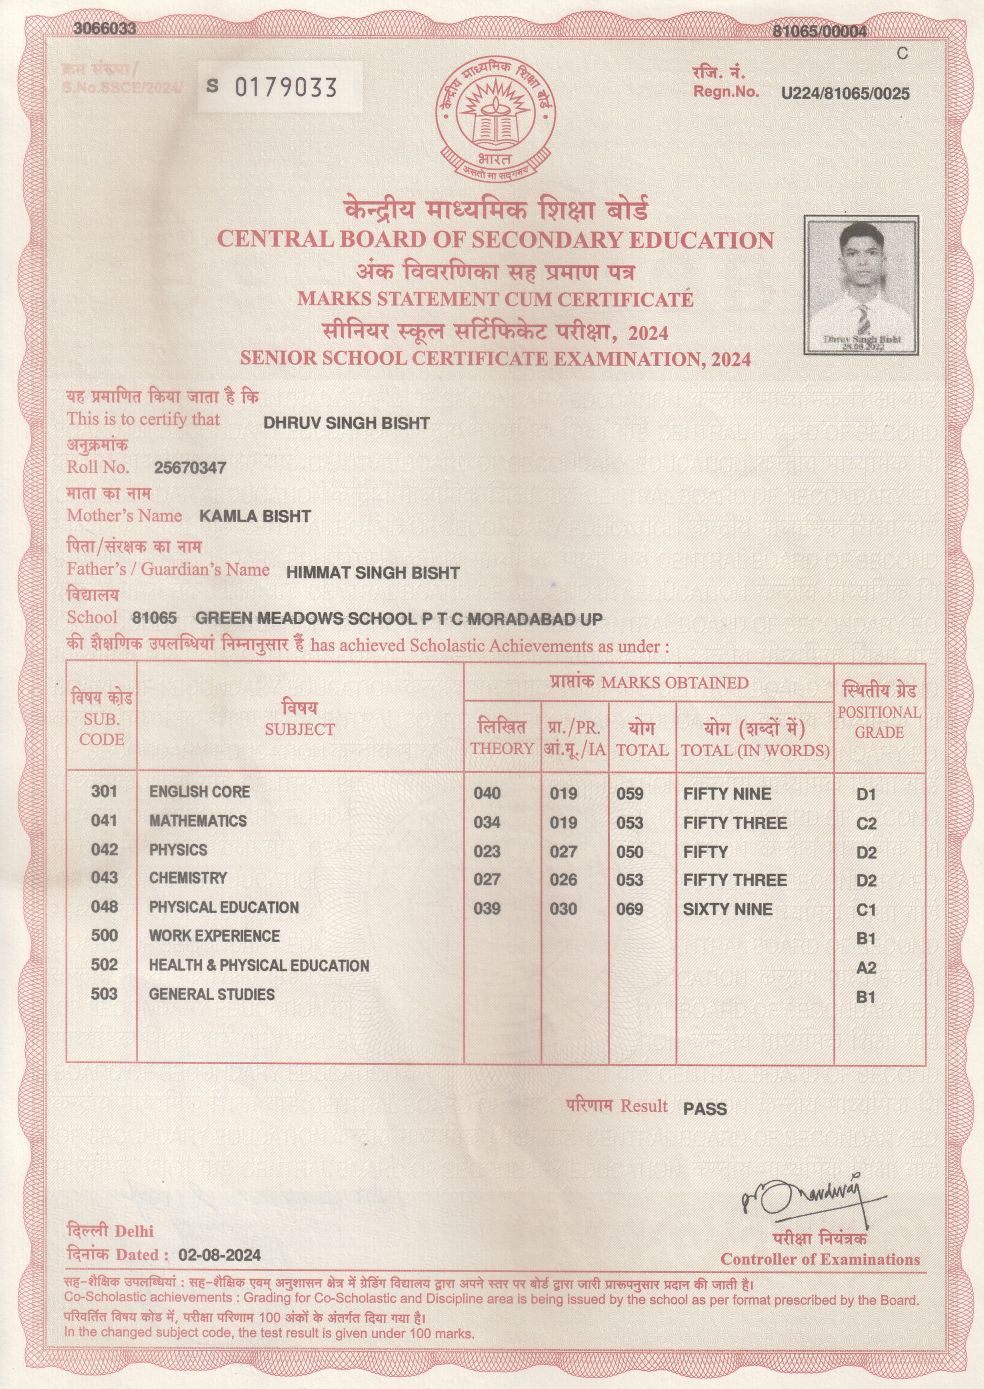 3066033
81065/00004
C
क्रम संख्या/
S.No.SSCE/2024/
S 0179033
रजि. नं.
Regn.No. U224/81065/0025
केन्द्रीय माध्यमिक शिक्षा बोर्ड
भारत
असतो मा सद्गमय
केन्द्रीय माध्यमिक शिक्षा बोर्ड
CENTRAL BOARD OF SECONDARY EDUCATION
अंक विवरणिका सह प्रमाण पत्र
MARKS STATEMENT CUM CERTIFICATE
सीनियर स्कूल सर्टिफिकेट परीक्षा, 2024
SENIOR SCHOOL CERTIFICATE EXAMINATION, 2024
Dhruv Singh Bisht
28.08.2022
यह प्रमाणित किया जाता है कि
This is to certify that DHRUV SINGH BISHT
अनुक्रमांक
Roll No. 25670347
माता का नाम
Mother's Name KAMLA BISHT
पिता/संरक्षक का नाम
Father's / Guardian's Name HIMMAT SINGH BISHT
विद्यालय
School 81065 GREEN MEADOWS SCHOOL P T C MORADABAD UP
की शैक्षणिक उपलब्धियां निम्नानुसार हैं has achieved Scholastic Achievements as under :
विषय कोड
SUB.
CODE
विषय
SUBJECT
प्राप्तांक MARKS OBTAINED
लिखित
THEORY
प्रा./PR.
आं.मू./IA
योग
TOTAL
योग (शब्दों में)
TOTAL (IN WORDS)
स्थितीय ग्रेड
POSITIONAL
GRADE
301 ENGLISH CORE 040 019 059 FIFTY NINE D1
041 MATHEMATICS 034 019 053 FIFTY THREE C2
042 PHYSICS 023 027 050 FIFTY D2
043 CHEMISTRY 027 026 053 FIFTY THREE D2
048 PHYSICAL EDUCATION 039 030 069 SIXTY NINE C1
500 WORK EXPERIENCE B1
502 HEALTH & PHYSICAL EDUCATION A2
503 GENERAL STUDIES B1
परिणाम Result PASS
दिल्ली Delhi
दिनांक Dated : 02-08-2024
परीक्षा नियंत्रक
Controller of Examinations
सह-शैक्षिक उपलब्धियां : सह-शैक्षिक एवम् अनुशासन क्षेत्र में ग्रेडिंग विद्यालय द्वारा अपने स्तर पर बोर्ड द्वारा जारी प्रारूपनुसार प्रदान की जाती है।
Co-Scholastic achievements : Grading for Co-Scholastic and Discipline area is being issued by the school as per format prescribed by the Board.
परिवर्तित विषय कोड में, परीक्षा परिणाम 100 अंकों के अंतर्गत दिया गया है।
In the changed subject code, the test result is given under 100 marks.